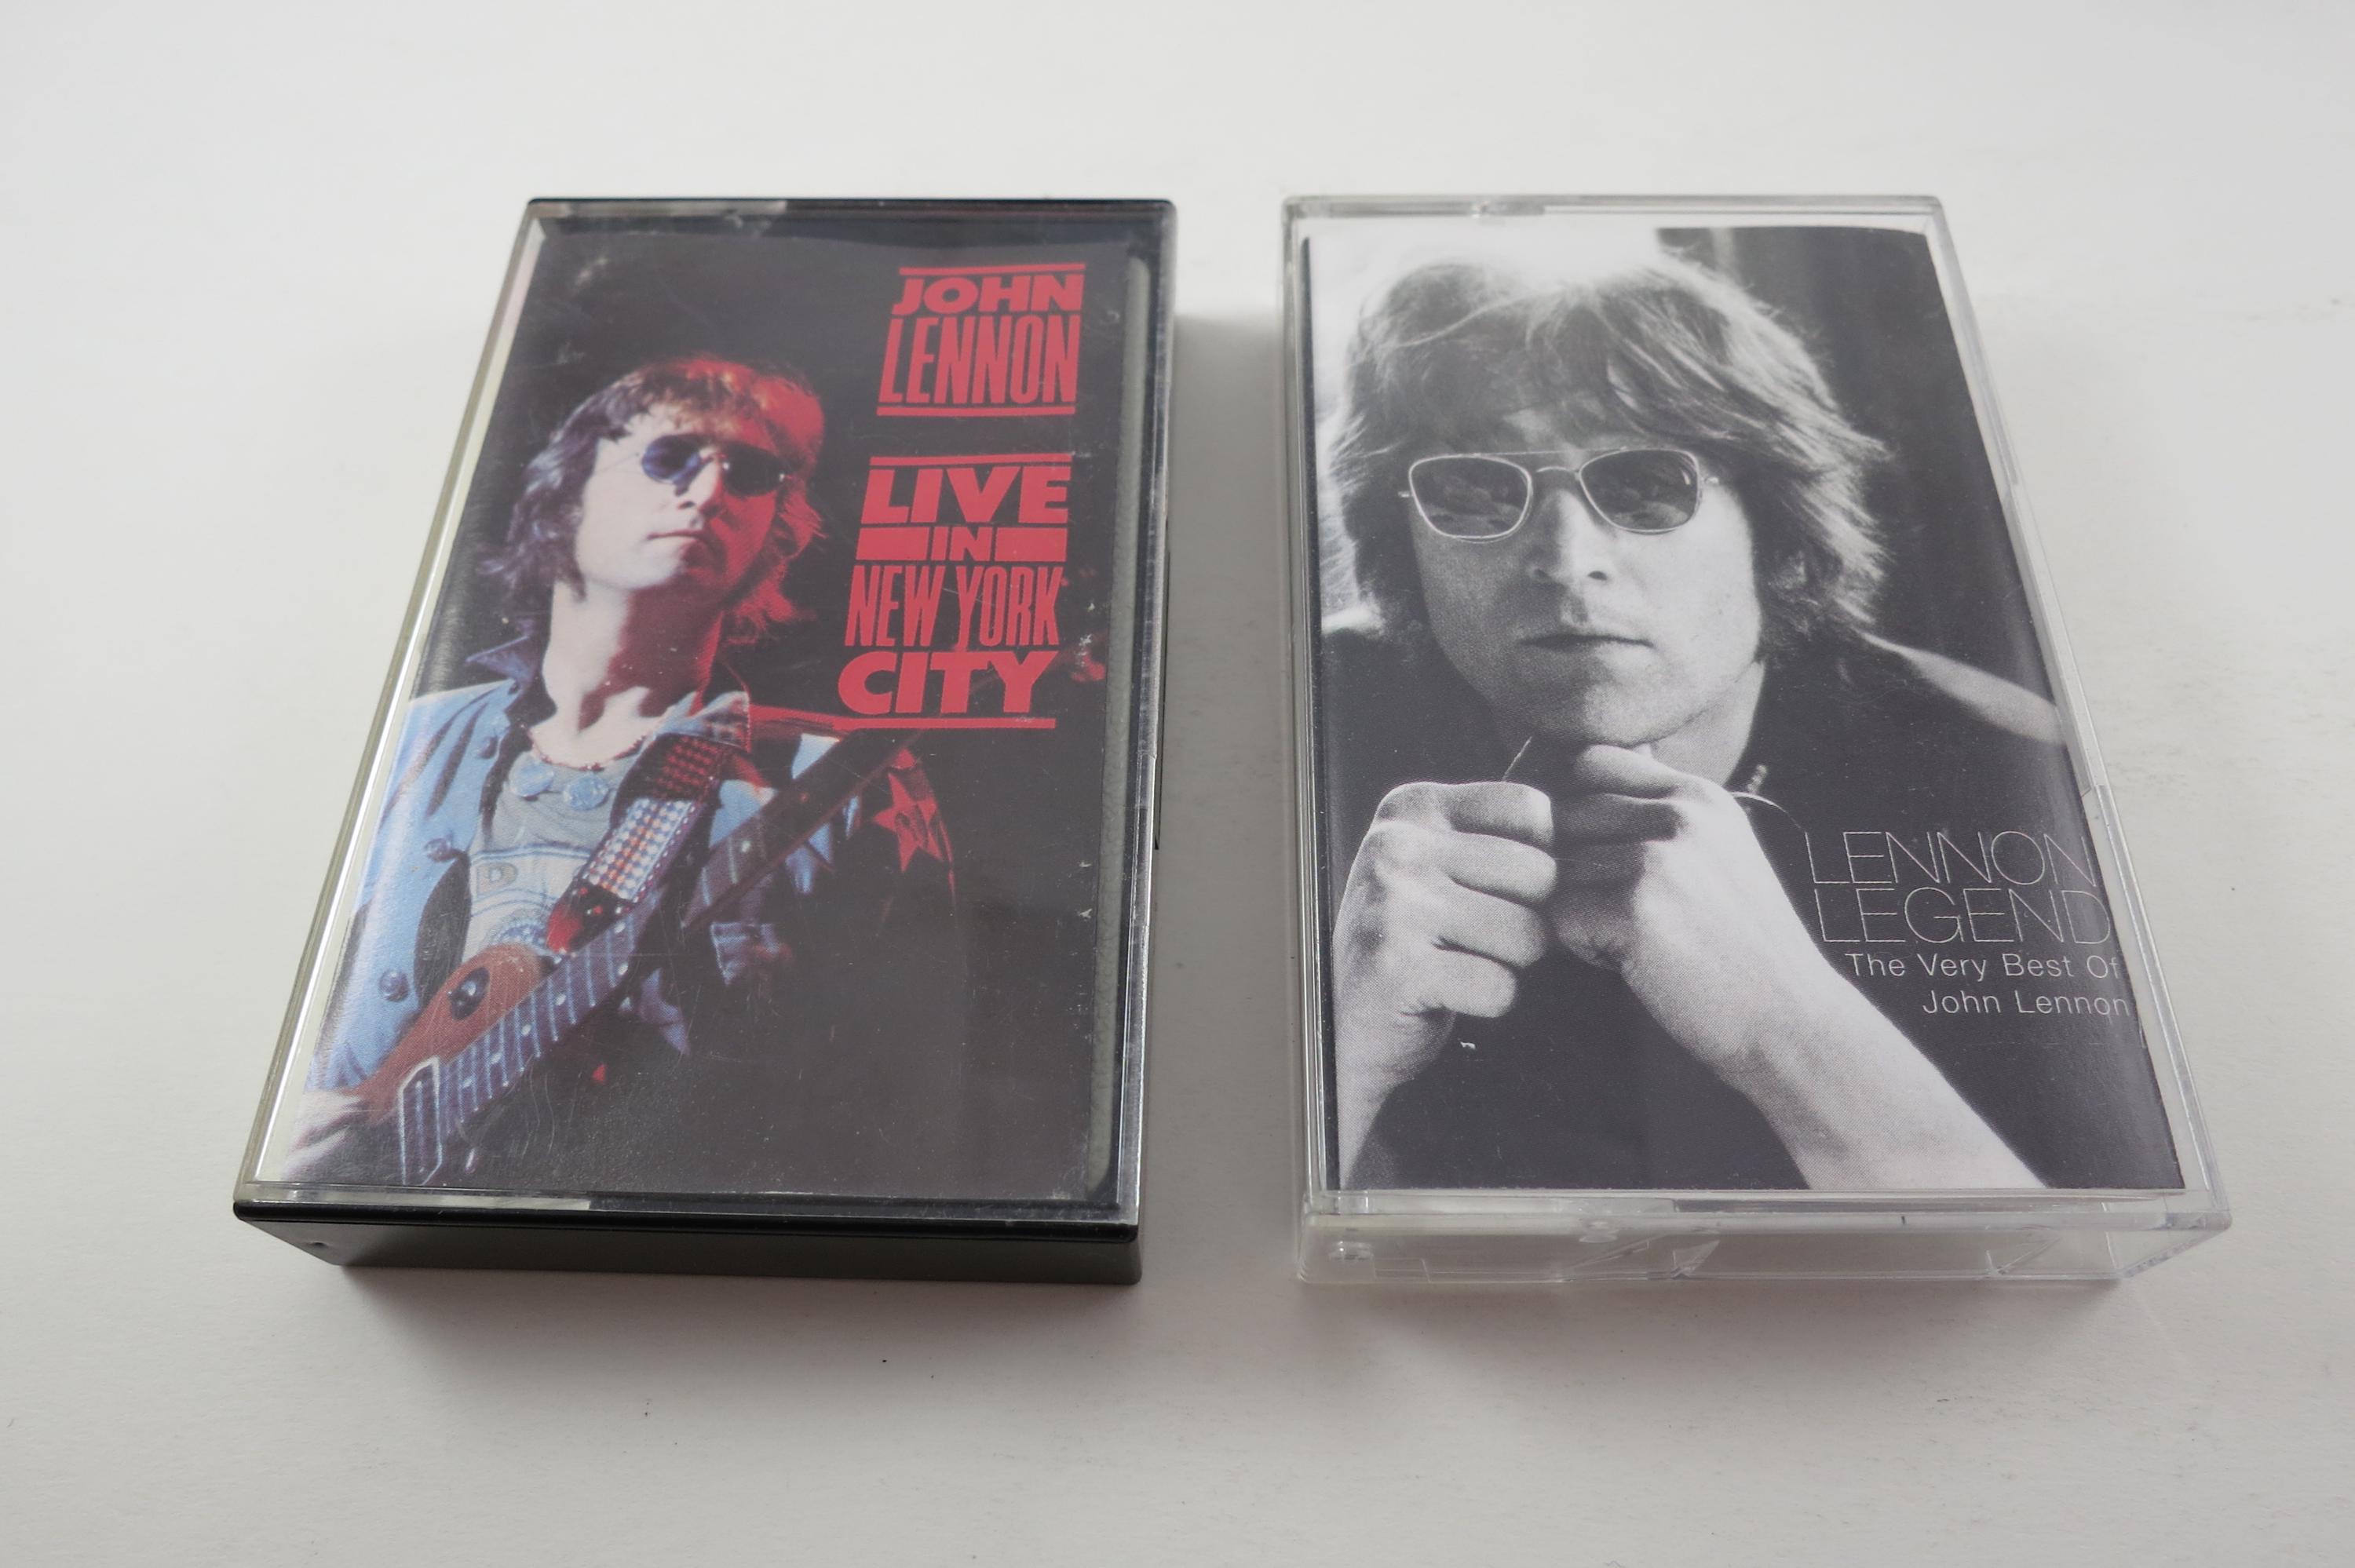 JOHN
LENNON
LIVE
IN
NEW YORK
CITY
LENNON
LEGEND
The Very Best Of
John Lennon